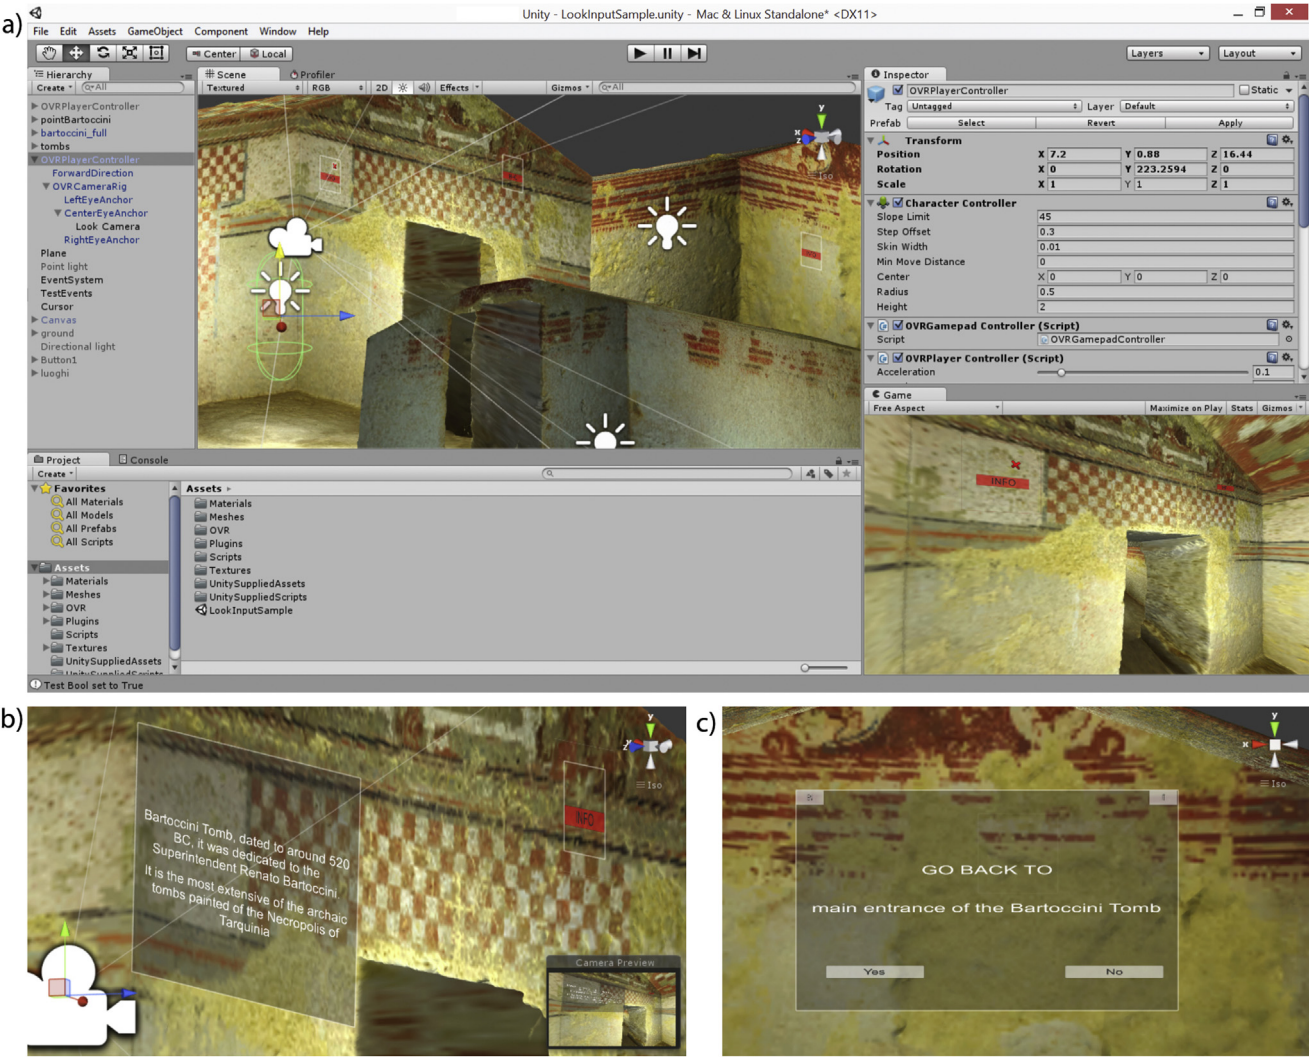 a)
Unity - LookInputSample.unity - Mac & Linux Standalone* <DX11>
File Edit Assets GameObject Component Window Help
Center Local
Layers
Layout
Hierarchy
Create All
OVRPlayerController
pointBartoccini
bartoccini_full
tombs
OVRPlayerController
ForwardDirection
OVRCameraRig
LeftEyeAnchor
CenterEyeAnchor
Look Camera
RightEyeAnchor
Plane
Point light
EventSystem
TestEvents
Cursor
Canvas
ground
Directional light
Button1
luoghi
Scene Profiler
Textured RGB 2D Effects Gizmos All
y
x
Iso
Inspector
OVRPlayerController Static
Tag Untagged Layer Default
Prefab Select Revert Apply
Transform
Position X 7.2 Y 0.88 Z 16.44
Rotation X 0 Y 223.2594 Z 0
Scale X 1 Y 1 Z 1
Character Controller
Slope Limit 45
Step Offset 0.3
Skin Width 0.01
Min Move Distance 0
Center X 0 Y 0 Z 0
Radius 0.5
Height 2
OVRGamepad Controller (Script)
Script OVRGamepadController
OVRPlayer Controller (Script)
Acceleration 0.1
Game
Free Aspect Maximize on Play Stats Gizmos
INFO
Project Console
Create
Favorites
All Materials
All Models
All Prefabs
All Scripts
Assets
Materials
Meshes
OVR
Plugins
Scripts
Textures
UnitySuppliedAssets
UnitySuppliedScripts
Assets
Materials
Meshes
OVR
Plugins
Scripts
Textures
UnitySuppliedAssets
UnitySuppliedScripts
LookInputSample
Test Bool set to True
b)
Bartoccini Tomb, dated to around 520
BC, it was dedicated to the
Superintendent Renato Bartoccini.
It is the most extensive of the archaic
tombs painted of the Necropolis of
Tarquinia
INFO
y
z
Iso
Camera Preview
c)
y
x
Iso
GO BACK TO
main entrance of the Bartoccini Tomb
Yes No